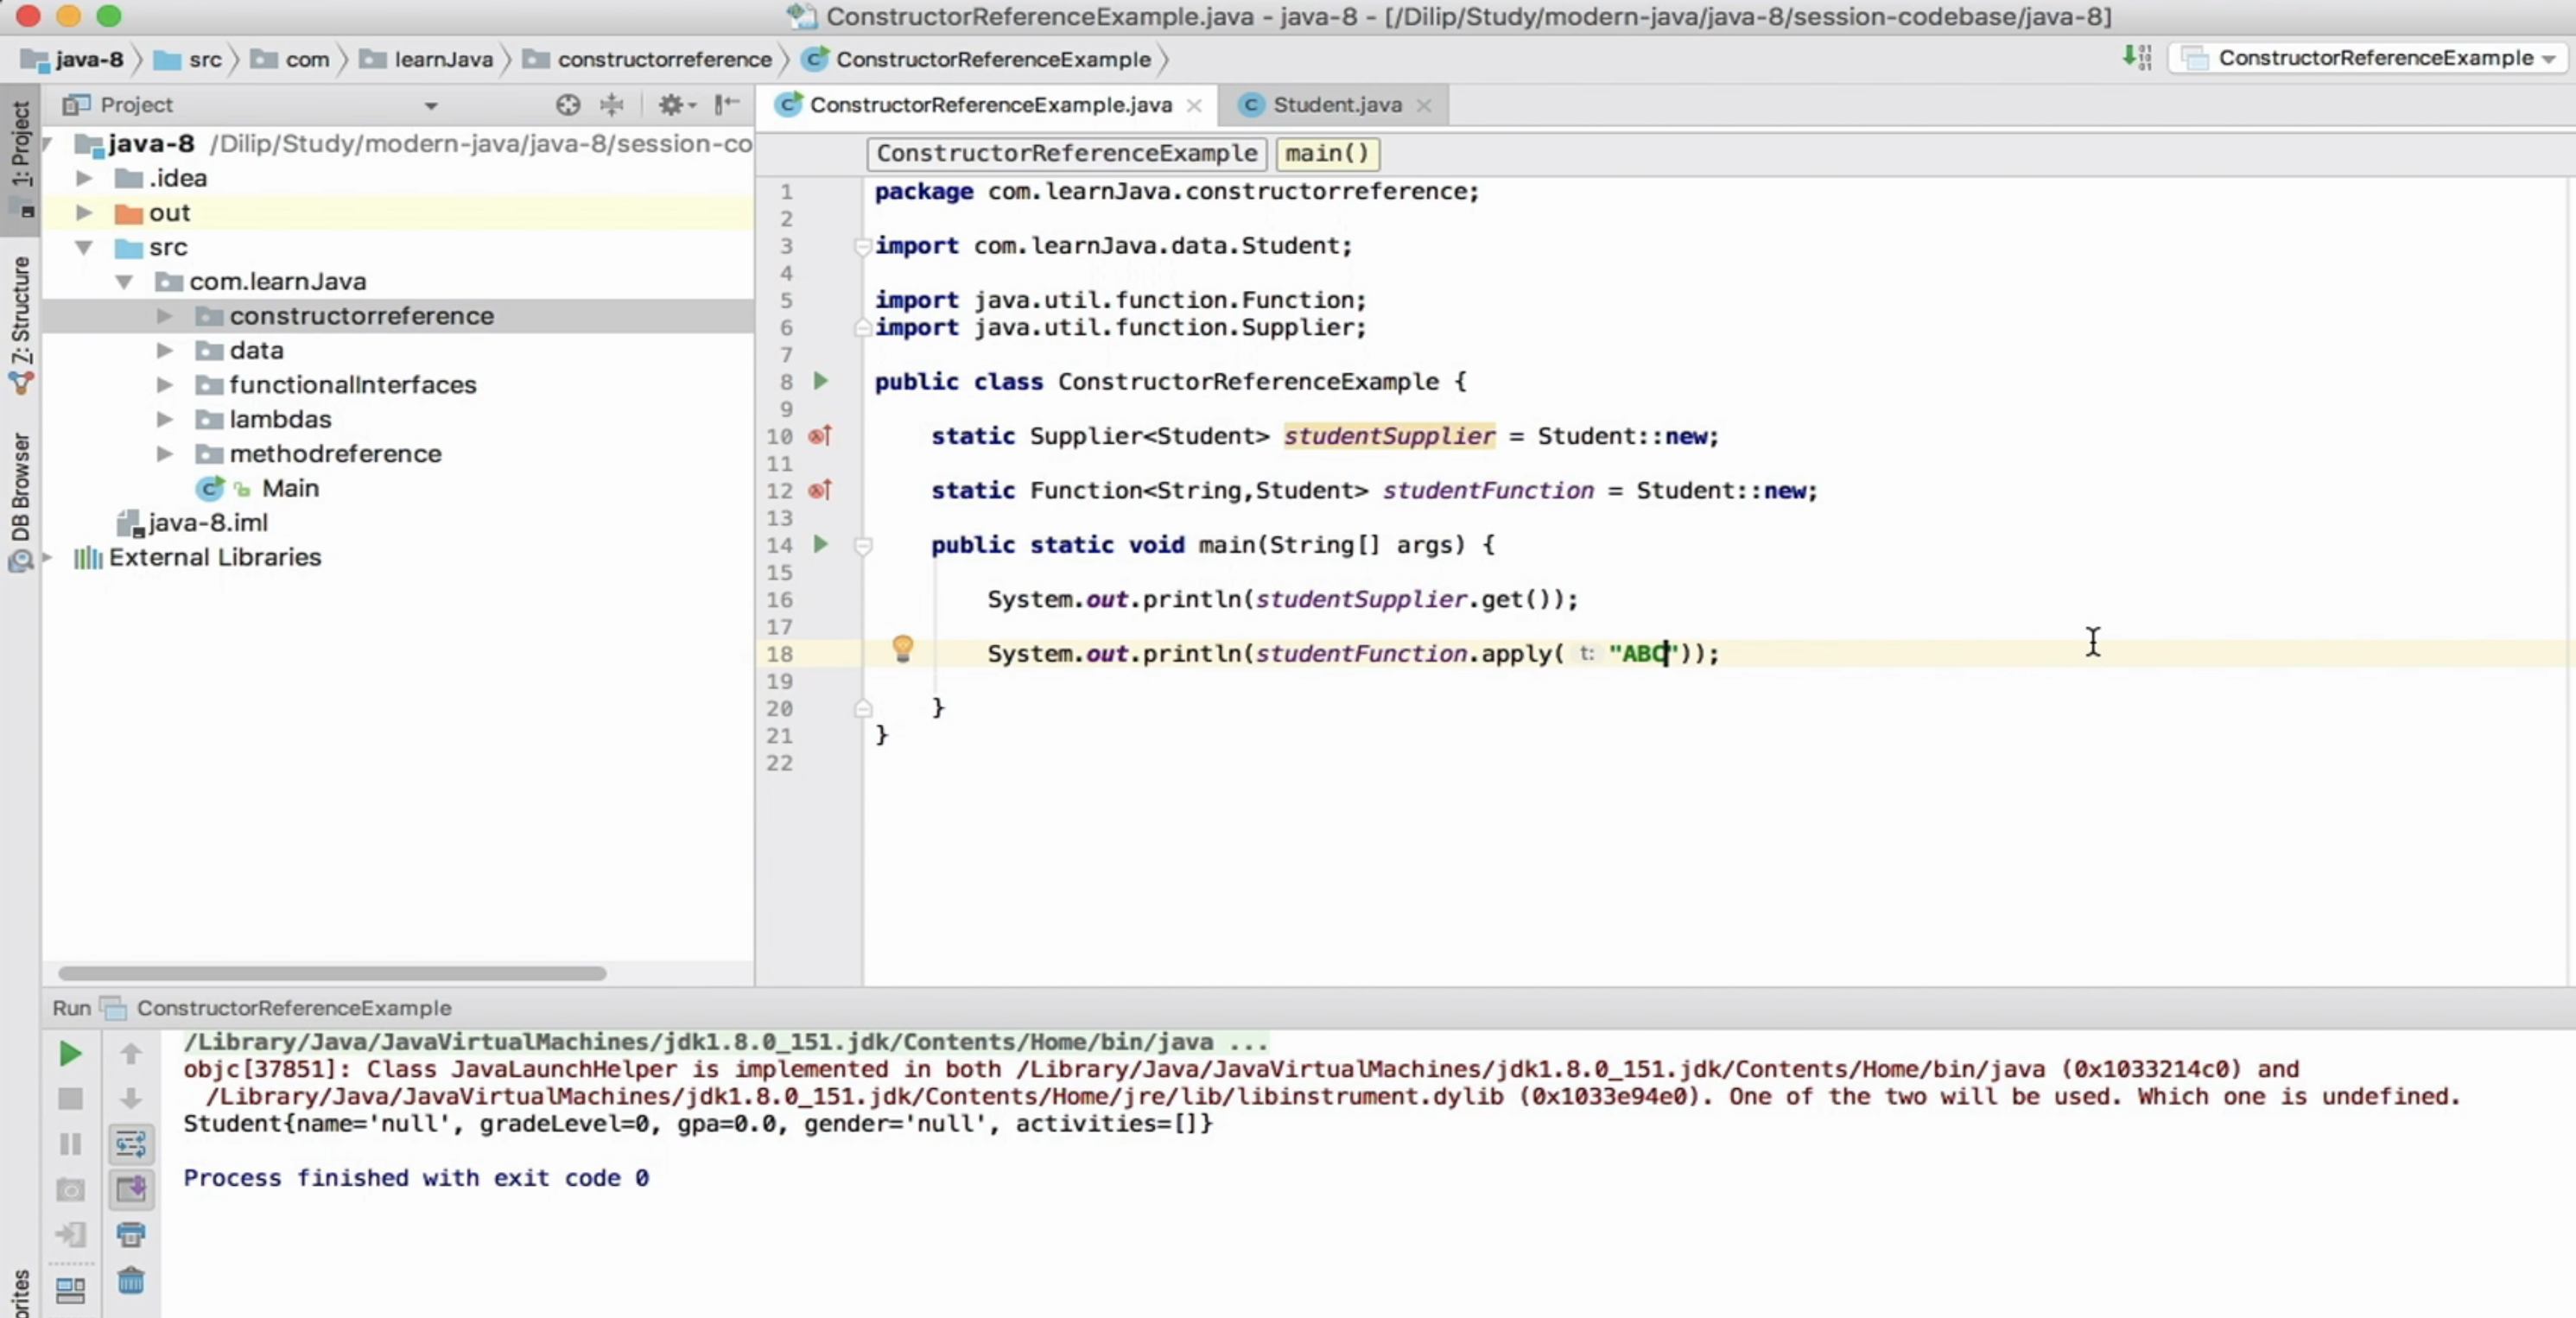 ConstructorReferenceExample.java - java-8 - [/Dilip/Study/modern-java/java-8/session-codebase/java-8]
java-8 src com learnJava constructorreference ConstructorReferenceExample
ConstructorReferenceExample
1: Project
Z: Structure
DB Browser
Project
java-8 /Dilip/Study/modern-java/java-8/session-co
.idea
out
src
com.learnJava
constructorreference
data
functionalInterfaces
lambdas
methodreference
Main
java-8.iml
External Libraries
ConstructorReferenceExample.java Student.java
ConstructorReferenceExample main()
1 package com.learnJava.constructorreference;
2
3 import com.learnJava.data.Student;
4
5 import java.util.function.Function;
6 import java.util.function.Supplier;
7
8 public class ConstructorReferenceExample {
9
10 static Supplier<Student> studentSupplier = Student::new;
11
12 static Function<String,Student> studentFunction = Student::new;
13
14 public static void main(String[] args) {
15
16 System.out.println(studentSupplier.get());
17
18 System.out.println(studentFunction.apply( t: "ABC"));
19
20 }
21 }
22
Run ConstructorReferenceExample
/Library/Java/JavaVirtualMachines/jdk1.8.0_151.jdk/Contents/Home/bin/java ...
objc[37851]: Class JavaLaunchHelper is implemented in both /Library/Java/JavaVirtualMachines/jdk1.8.0_151.jdk/Contents/Home/bin/java (0x1033214c0) and
/Library/Java/JavaVirtualMachines/jdk1.8.0_151.jdk/Contents/Home/jre/lib/libinstrument.dylib (0x1033e94e0). One of the two will be used. Which one is undefined.
Student{name='null', gradeLevel=0, gpa=0.0, gender='null', activities=[]}
Process finished with exit code 0